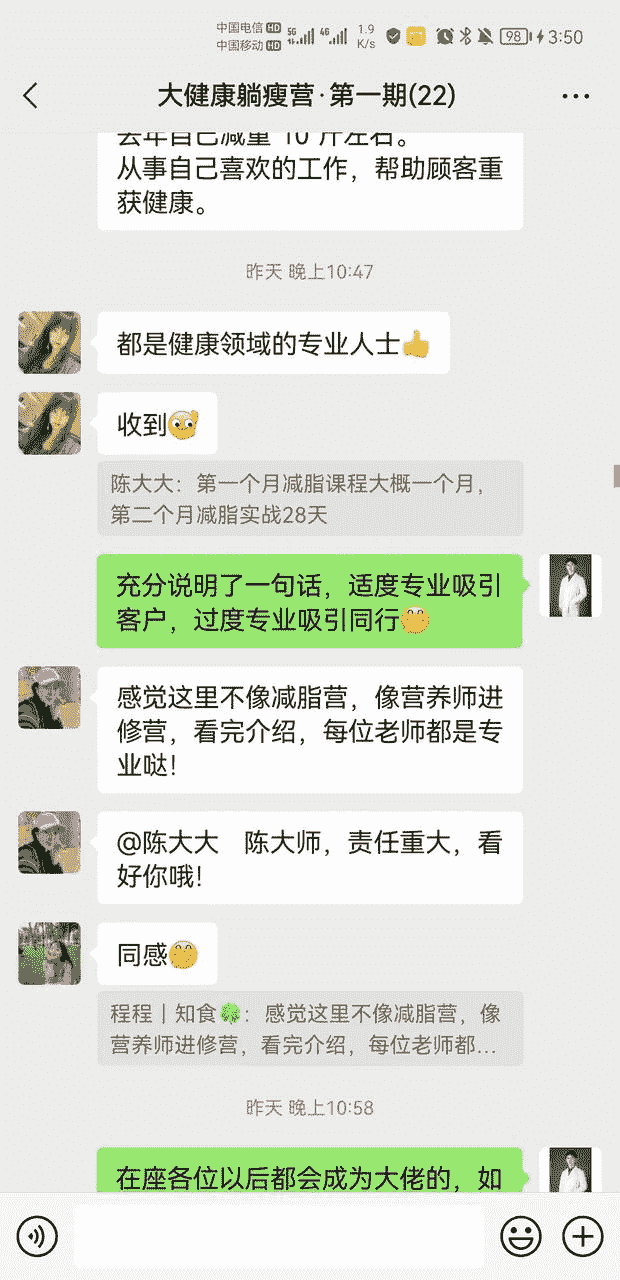 中国电信 HD 5G 4G 1.9 K/s 98 3:50
中国移动 HD
大健康躺瘦营·第一期(22)
去年自己减重 10 斤左右。
从事自己喜欢的工作，帮助顾客重
获健康。
昨天 晚上10:47
都是健康领域的专业人士
收到
陈大大：第一个月减脂课程大概一个月，
第二个月减脂实战28天
充分说明了一句话，适度专业吸引
客户，过度专业吸引同行
感觉这里不像减脂营，像营养师进
修营，看完介绍，每位老师都是专
业哒！
@陈大大 陈大师，责任重大，看
好你哦！
同感
程程丨知食：感觉这里不像减脂营，像
营养师进修营，看完介绍，每位老师都...
昨天 晚上10:58
在座各位以后都会成为大佬的，如